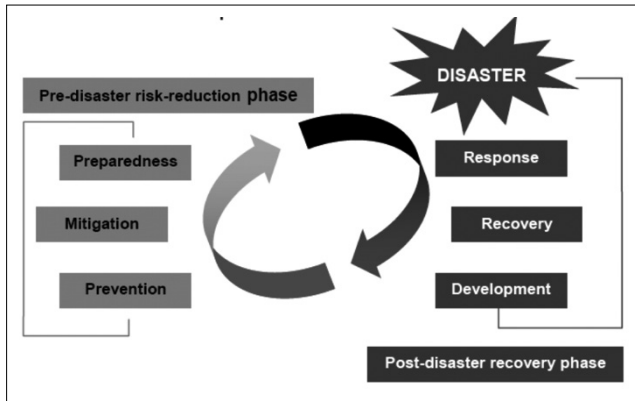 DISASTER
Pre-disaster risk-reduction phase
Preparedness
Mitigation
Prevention
Response
Recovery
Development
Post-disaster recovery phase